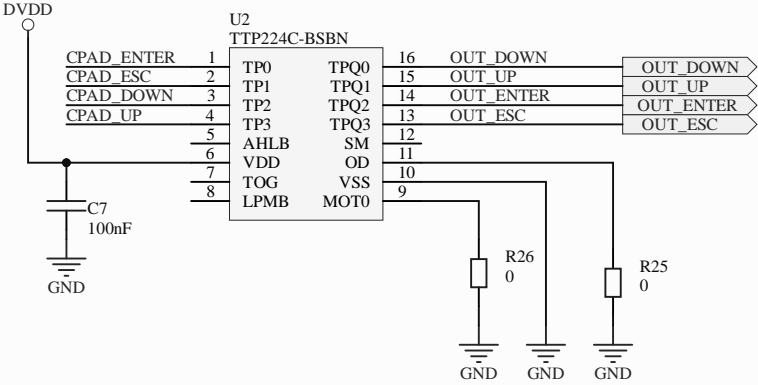 DVDD
U2
TTP224C-BSBN
CPAD_ENTER 1 TP0 TPQ0 16 OUT_DOWN OUT_DOWN
CPAD_ESC 2 TP1 TPQ1 15 OUT_UP OUT_UP
CPAD_DOWN 3 TP2 TPQ2 14 OUT_ENTER OUT_ENTER
CPAD_UP 4 TP3 TPQ3 13 OUT_ESC OUT_ESC
5 AHLB SM 12
6 VDD OD 11
7 TOG VSS 10
8 LPMB MOT0 9
C7
100nF
GND
R26
0
R25
0
GND GND GND